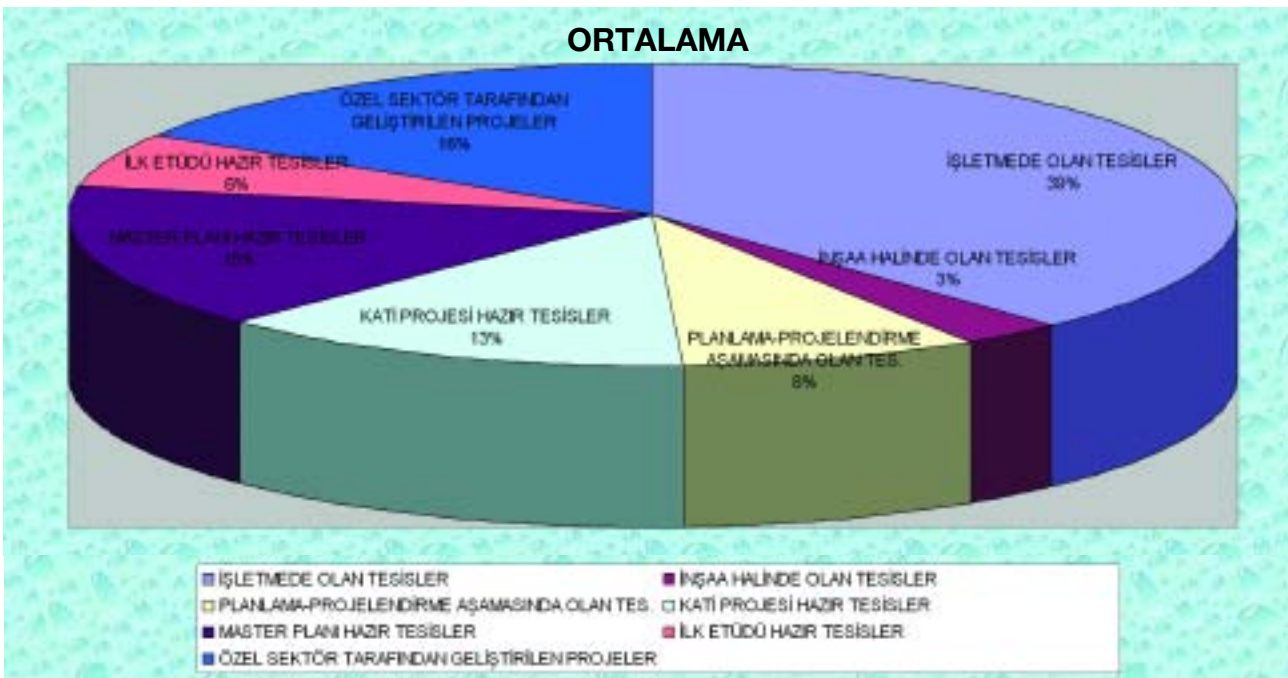 ORTALAMA
ÖZEL SEKTÖR TARAFINDAN
GELİŞTİRİLEN PROJELER
16%
İŞLETMEDE OLAN TESİSLER
39%
İLK ETÜDÜ HAZIR TESİSLER
6%
MASTER PLANI HAZIR TESİSLER
15%
İNŞAA HALİNDE OLAN TESİSLER
3%
KATİ PROJESİ HAZIR TESİSLER
13%
PLANLAMA-PROJELENDİRME
AŞAMASINDA OLAN TES.
8%
İŞLETMEDE OLAN TESİSLER
İNŞAA HALİNDE OLAN TESİSLER
PLANLAMA-PROJELENDİRME AŞAMASINDA OLAN TES.
KATİ PROJESİ HAZIR TESİSLER
MASTER PLANI HAZIR TESİSLER
İLK ETÜDÜ HAZIR TESİSLER
ÖZEL SEKTÖR TARAFINDAN GELİŞTİRİLEN PROJELER